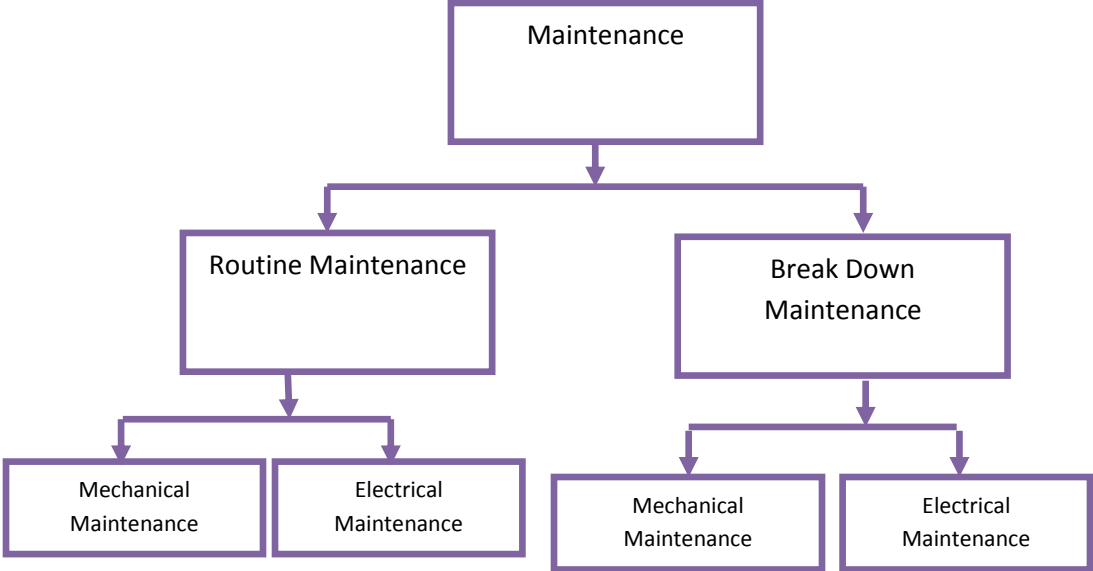 Maintenance
Routine Maintenance
Break Down
Maintenance
Mechanical
Maintenance
Electrical
Maintenance
Mechanical
Maintenance
Electrical
Maintenance